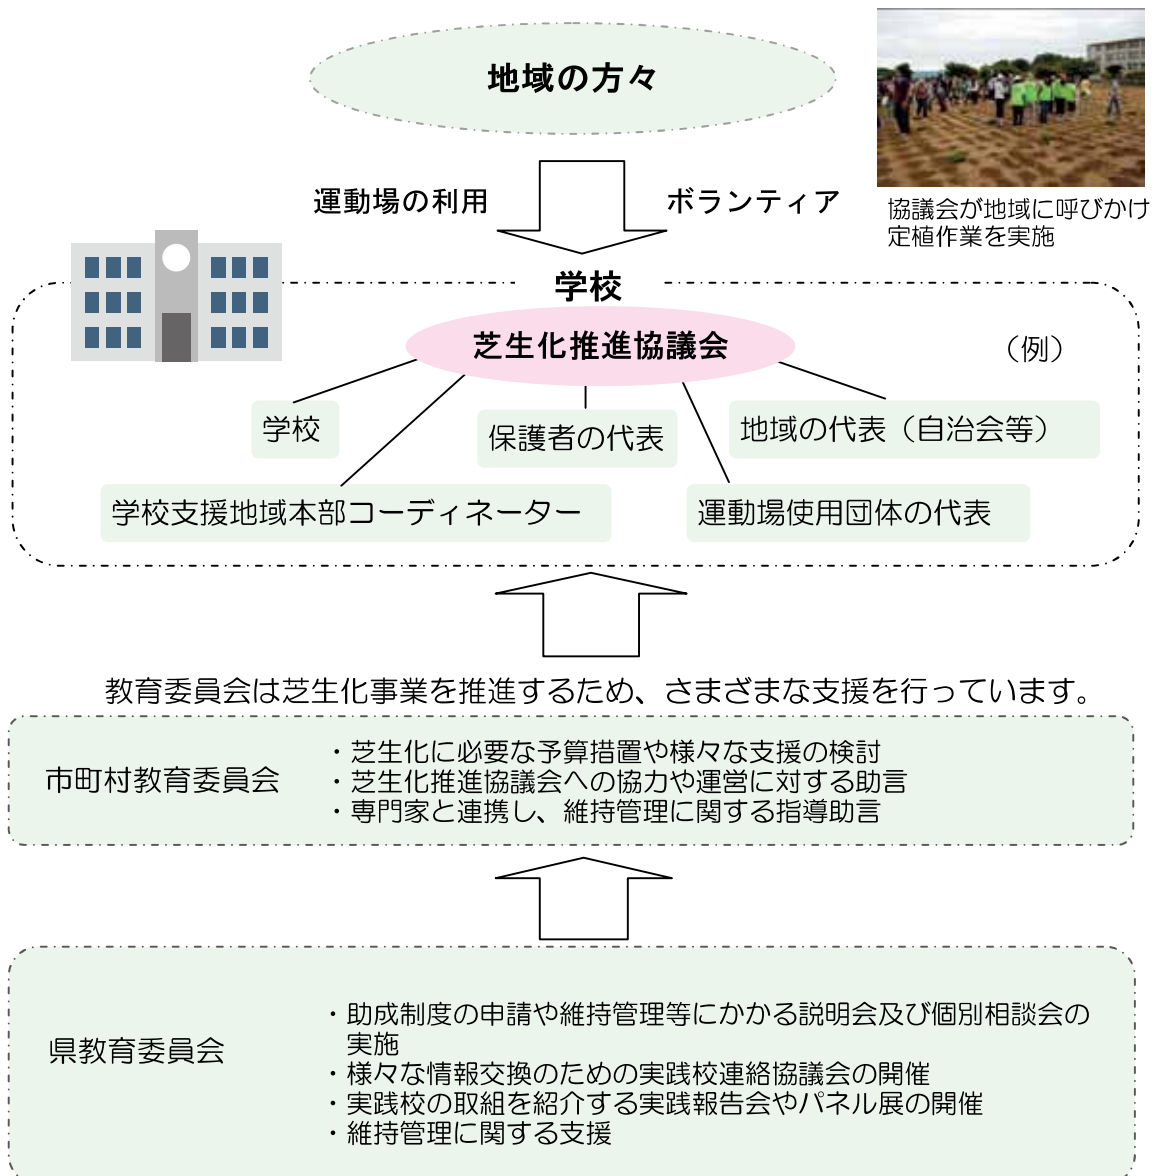 地域の方々
運動場の利用
ボランティア
協議会が地域に呼びかけ
定植作業を実施
学校
芝生化推進協議会
（例）
学校
保護者の代表
地域の代表（自治会等）
学校支援地域本部コーディネーター
運動場使用団体の代表
教育委員会は芝生化事業を推進するため、さまざまな支援を行っています。
市町村教育委員会
・芝生化に必要な予算措置や様々な支援の検討
・芝生化推進協議会への協力や運営に対する助言
・専門家と連携し、維持管理に関する指導助言
県教育委員会
・助成制度の申請や維持管理等にかかる説明会及び個別相談会の
実施
・様々な情報交換のための実践校連絡協議会の開催
・実践校の取組を紹介する実践報告会やパネル展の開催
・維持管理に関する支援